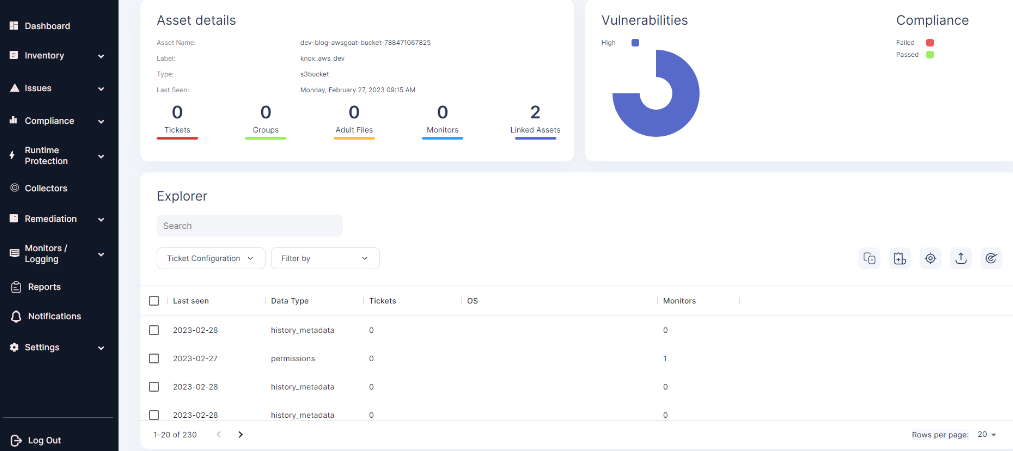 Dashboard
Inventory
Issues
Compliance
Runtime
Protection
Collectors
Remediation
Monitors /
Logging
Reports
Notifications
Settings
Log Out
Asset details
Asset Name: dev-blog-awsgoat-bucket-788471067825
Label: knox.aws.dev
Type: s3bucket
Last Seen: Monday, February 27, 2023 09:15 AM
0 0 0 0 2
Tickets Groups Adult Files Monitors Linked Assets
Vulnerabilities
High
Compliance
Failed
Passed
Explorer
Search
Ticket Configuration Filter by
Last seen Data Type Tickets OS Monitors
2023-02-28 history_metadata 0 0
2023-02-27 permissions 0 1
2023-02-28 history_metadata 0 0
2023-02-28 history_metadata 0 0
1–20 of 230 Rows per page: 20